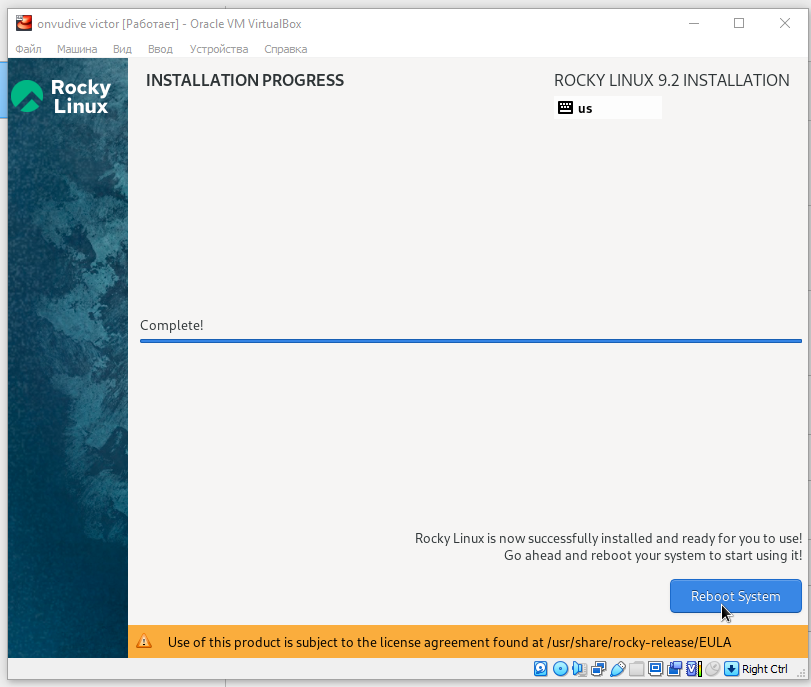 onvudive victor [Работает] - Oracle VM VirtualBox
Файл Машина Вид Ввод Устройства Справка
Rocky
Linux
INSTALLATION PROGRESS
ROCKY LINUX 9.2 INSTALLATION
us
Complete!
Rocky Linux is now successfully installed and ready for you to use!
Go ahead and reboot your system to start using it!
Reboot System
Use of this product is subject to the license agreement found at /usr/share/rocky-release/EULA
Right Ctrl